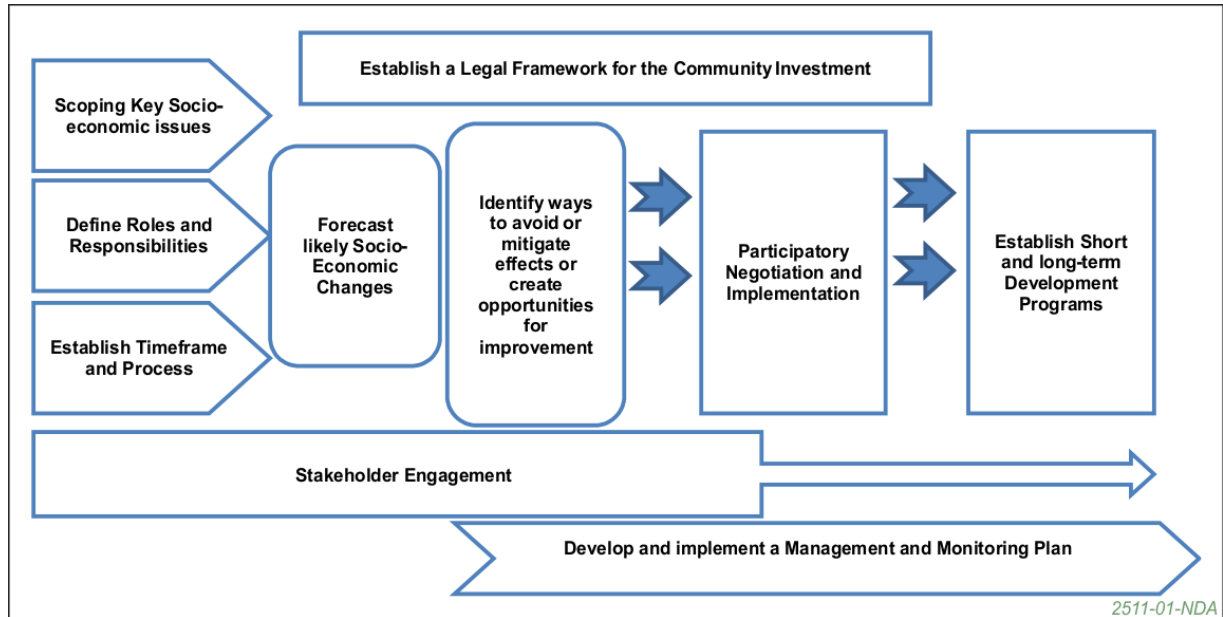 Establish a Legal Framework for the Community Investment
Scoping Key Socio-
economic issues
Define Roles and
Responsibilities
Establish Timeframe
and Process
Forecast
likely Socio-
Economic
Changes
Identify ways
to avoid or
mitigate
effects or
create
opportunities
for
improvement
Participatory
Negotiation and
Implementation
Establish Short
and long-term
Development
Programs
Stakeholder Engagement
Develop and implement a Management and Monitoring Plan
2511-01-NDA